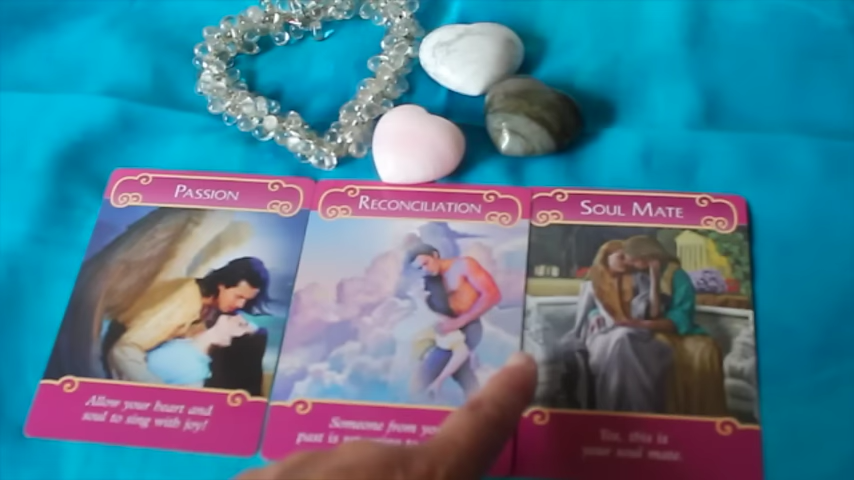 PASSION
RECONCILIATION
SOUL MATE
Allow your heart and
soul to sing with joy!
Someone from
past is
Yes, this is
your soul mate.